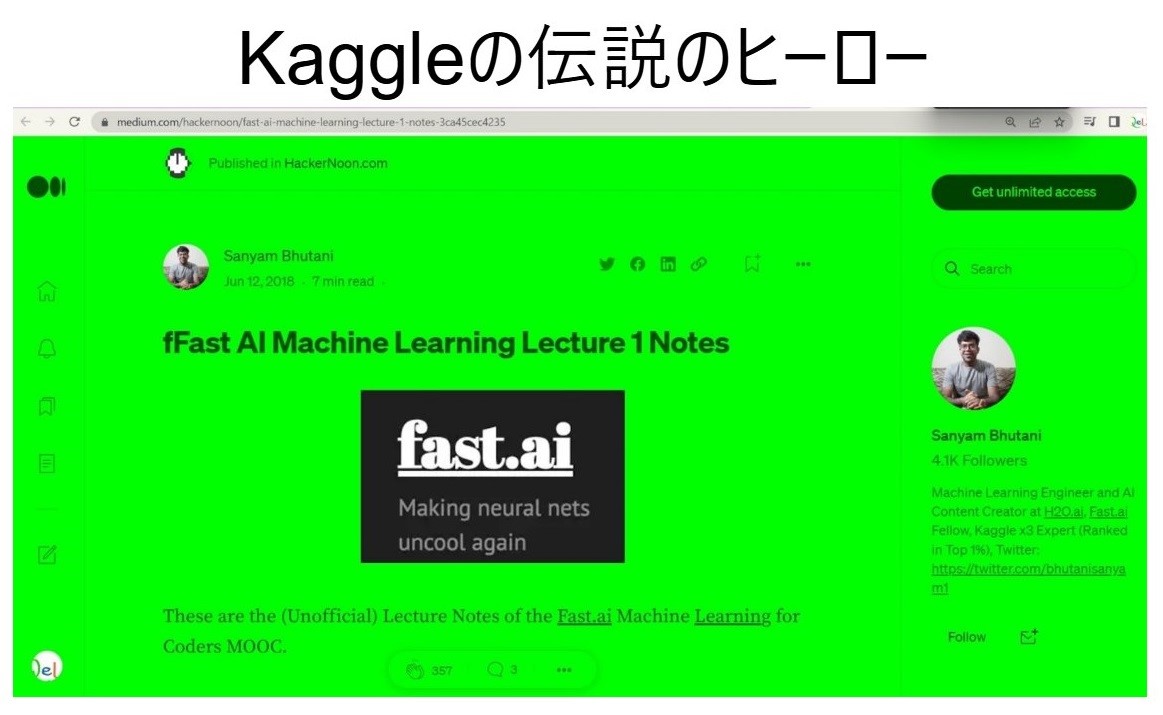 Kaggleの伝説のヒーロー
medium.com/hackernoon/fast-ai-machine-learning-lecture-1-notes-3ca45cec4235
Published in HackerNoon.com
Get unlimited access
Sanyam Bhutani
Jun 12, 2018 · 7 min read ·
Search
fFast AI Machine Learning Lecture 1 Notes
fast.ai
Making neural nets
uncool again
Sanyam Bhutani
4.1K Followers
Machine Learning Engineer and AI
Content Creator at H2O.ai, Fast.ai
Fellow, Kaggle x3 Expert (Ranked
in Top 1%), Twitter:
https://twitter.com/bhutanisanya
m1
Follow
These are the (Unofficial) Lecture Notes of the Fast.ai Machine Learning for
Coders MOOC.
357
3